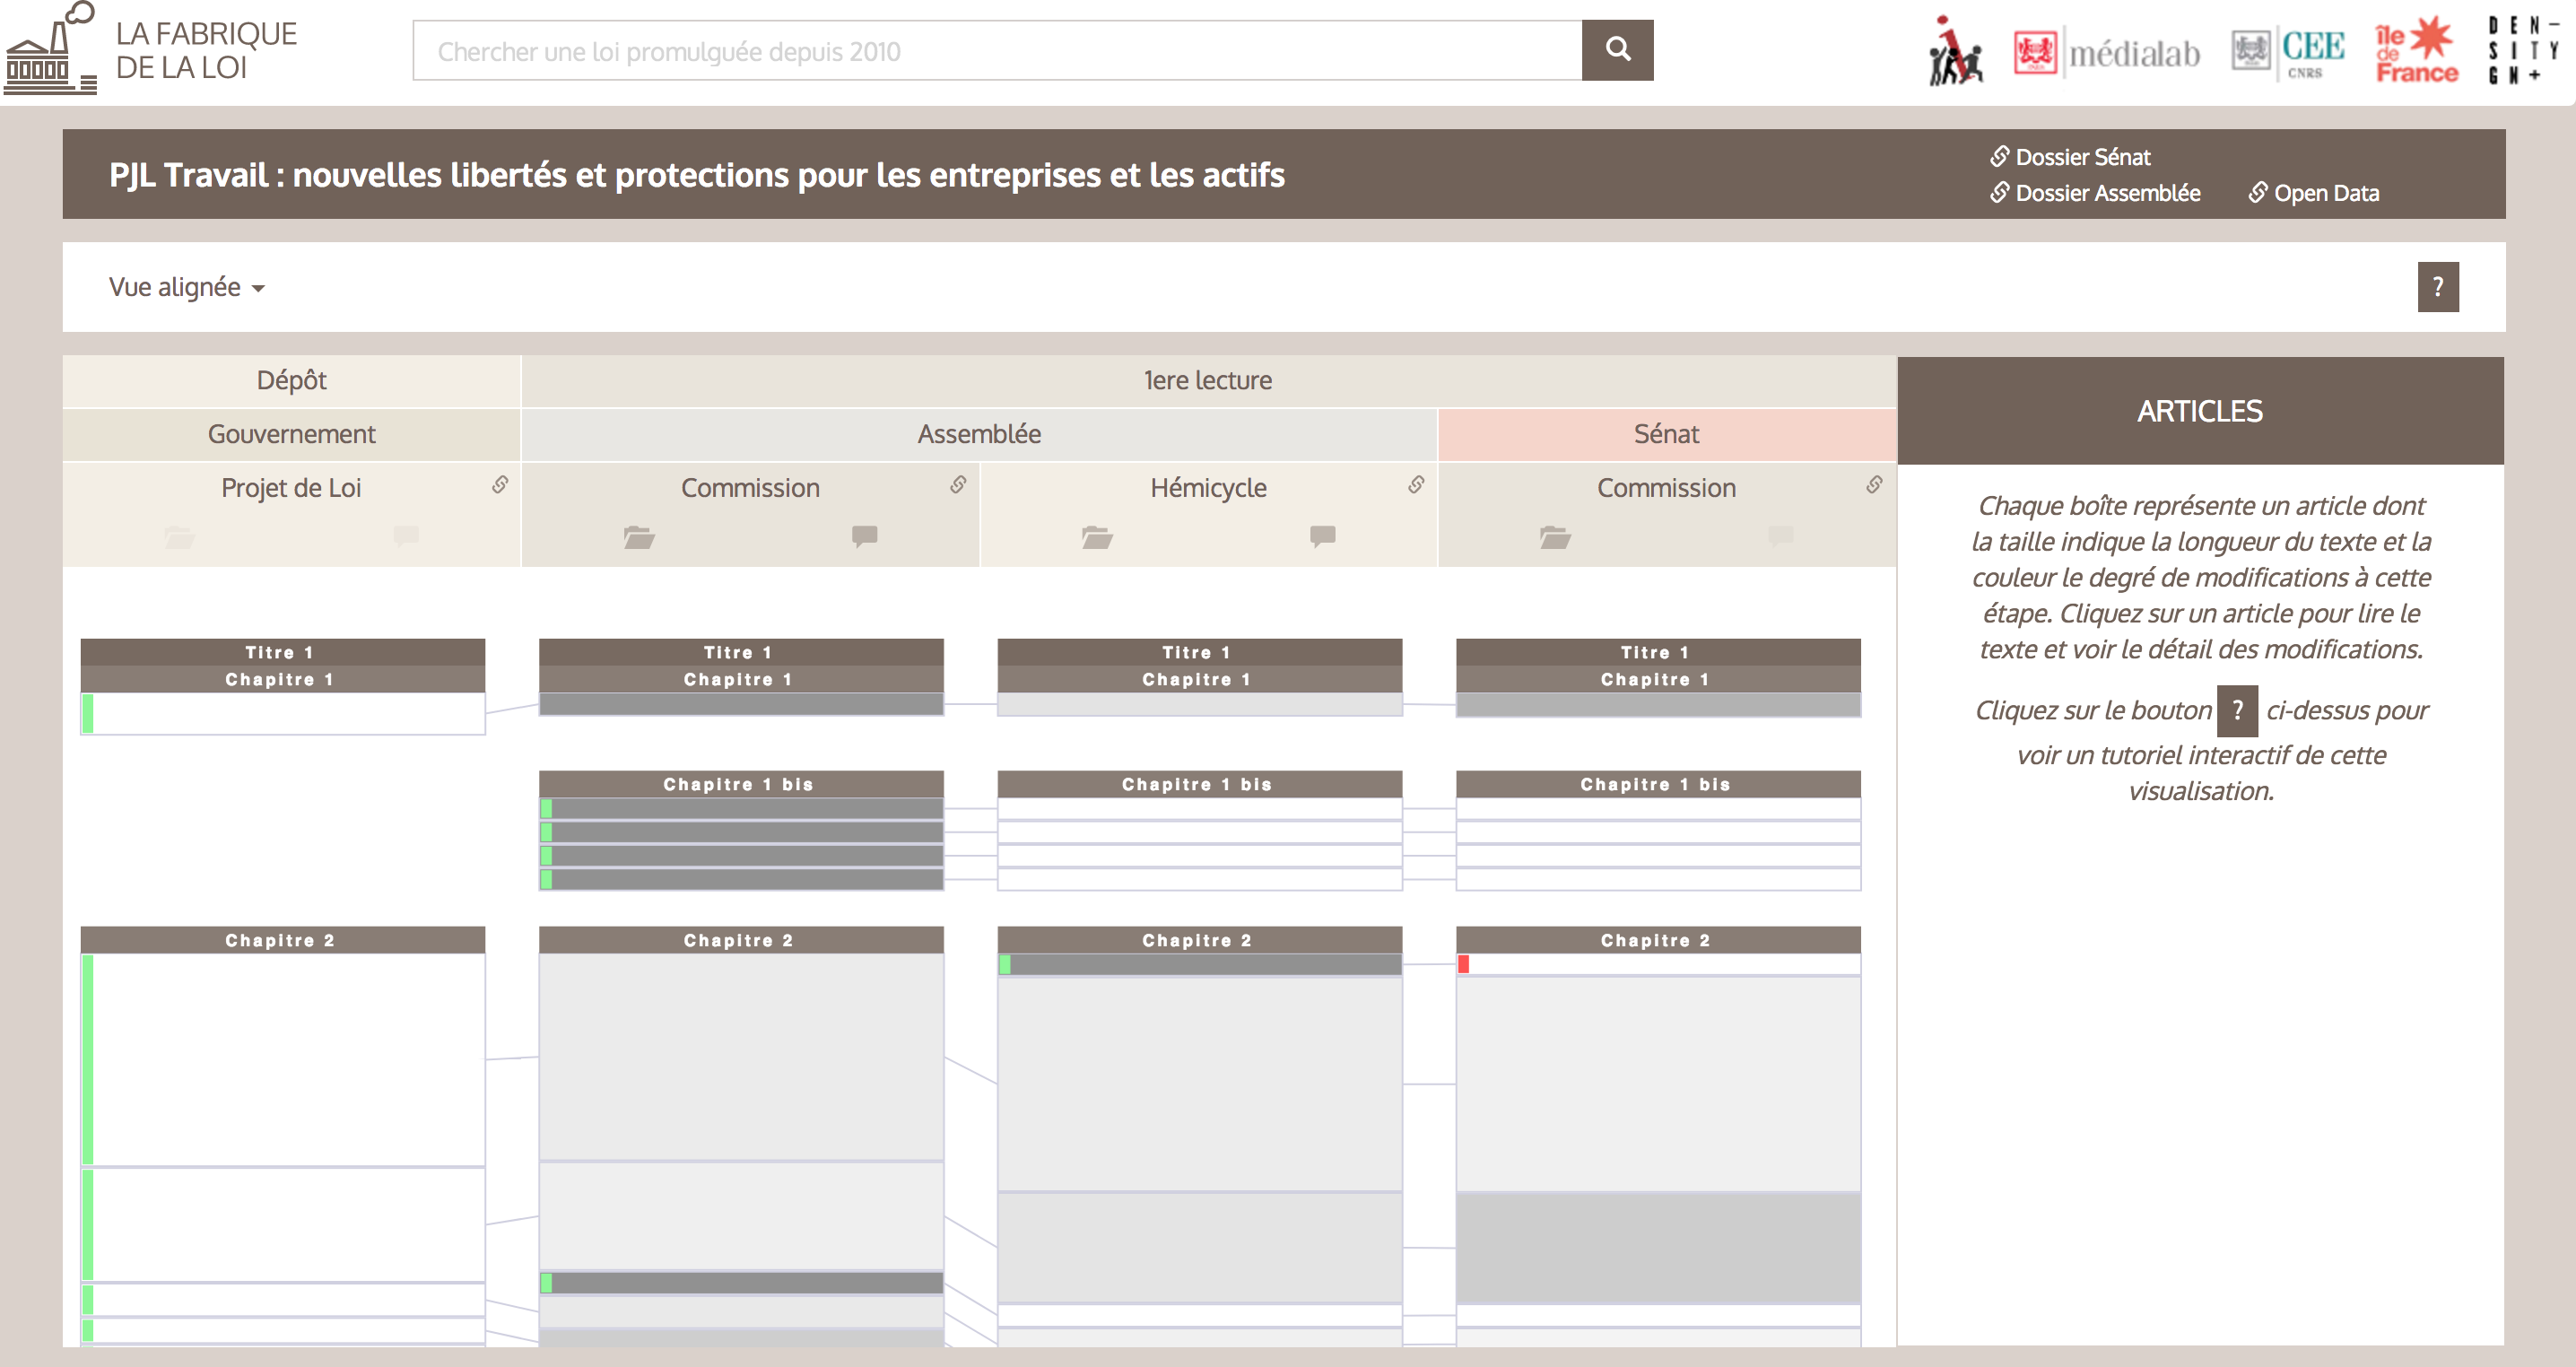 LA FABRIQUE
DE LA LOI
Chercher une loi promulguée depuis 2010
médialab
CEE
CNRS
île
de
France
DEN–
SITY
GN+
PJL Travail : nouvelles libertés et protections pour les entreprises et les actifs
Dossier Sénat
Dossier Assemblée
Open Data
Vue alignée
?
Dépôt
1ere lecture
Gouvernement
Assemblée
Sénat
Projet de Loi
Commission
Hémicycle
Commission
Titre 1
Titre 1
Titre 1
Titre 1
Chapitre 1
Chapitre 1
Chapitre 1
Chapitre 1
Chapitre 1 bis
Chapitre 1 bis
Chapitre 1 bis
Chapitre 2
Chapitre 2
Chapitre 2
Chapitre 2
ARTICLES
Chaque boîte représente un article dont
la taille indique la longueur du texte et la
couleur le degré de modifications à cette
étape. Cliquez sur un article pour lire le
texte et voir le détail des modifications.
Cliquez sur le bouton ? ci-dessus pour
voir un tutoriel interactif de cette
visualisation.